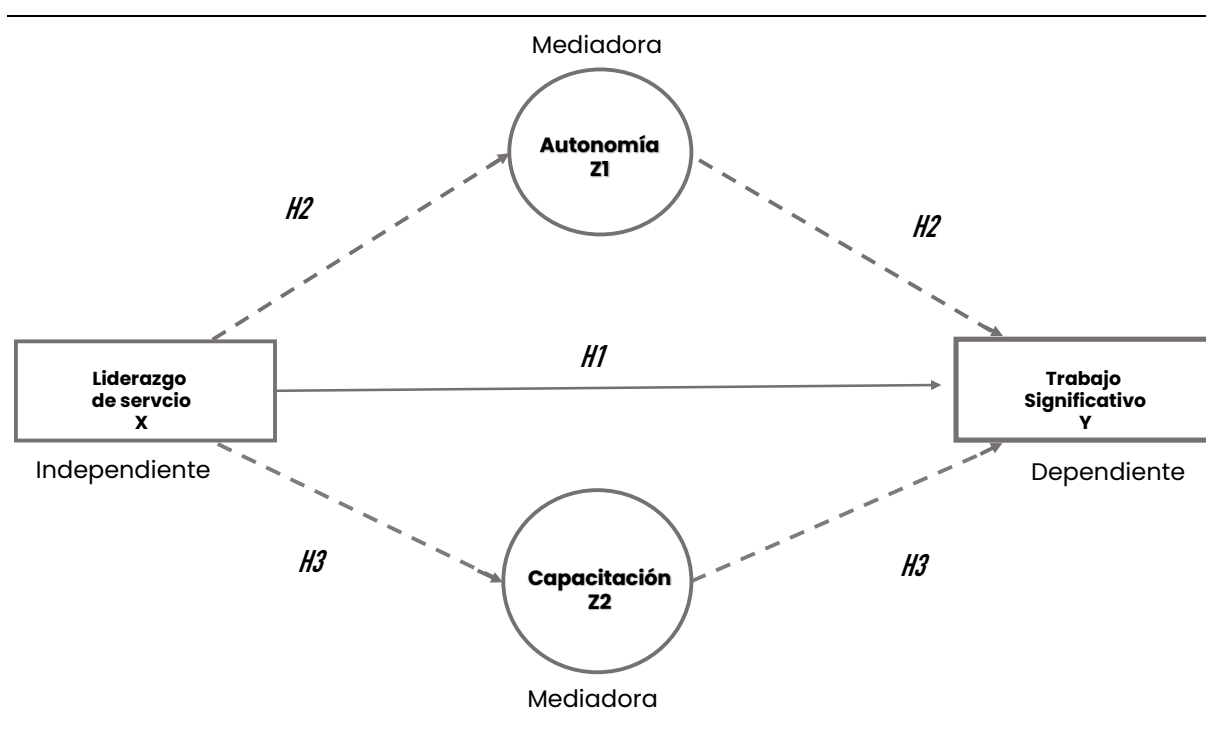 Mediadora
Autonomía
Z1
H2
H2
H1
Liderazgo
de servcio
X
Trabajo
Significativo
Y
Independiente
Dependiente
H3
H3
Capacitación
Z2
Mediadora